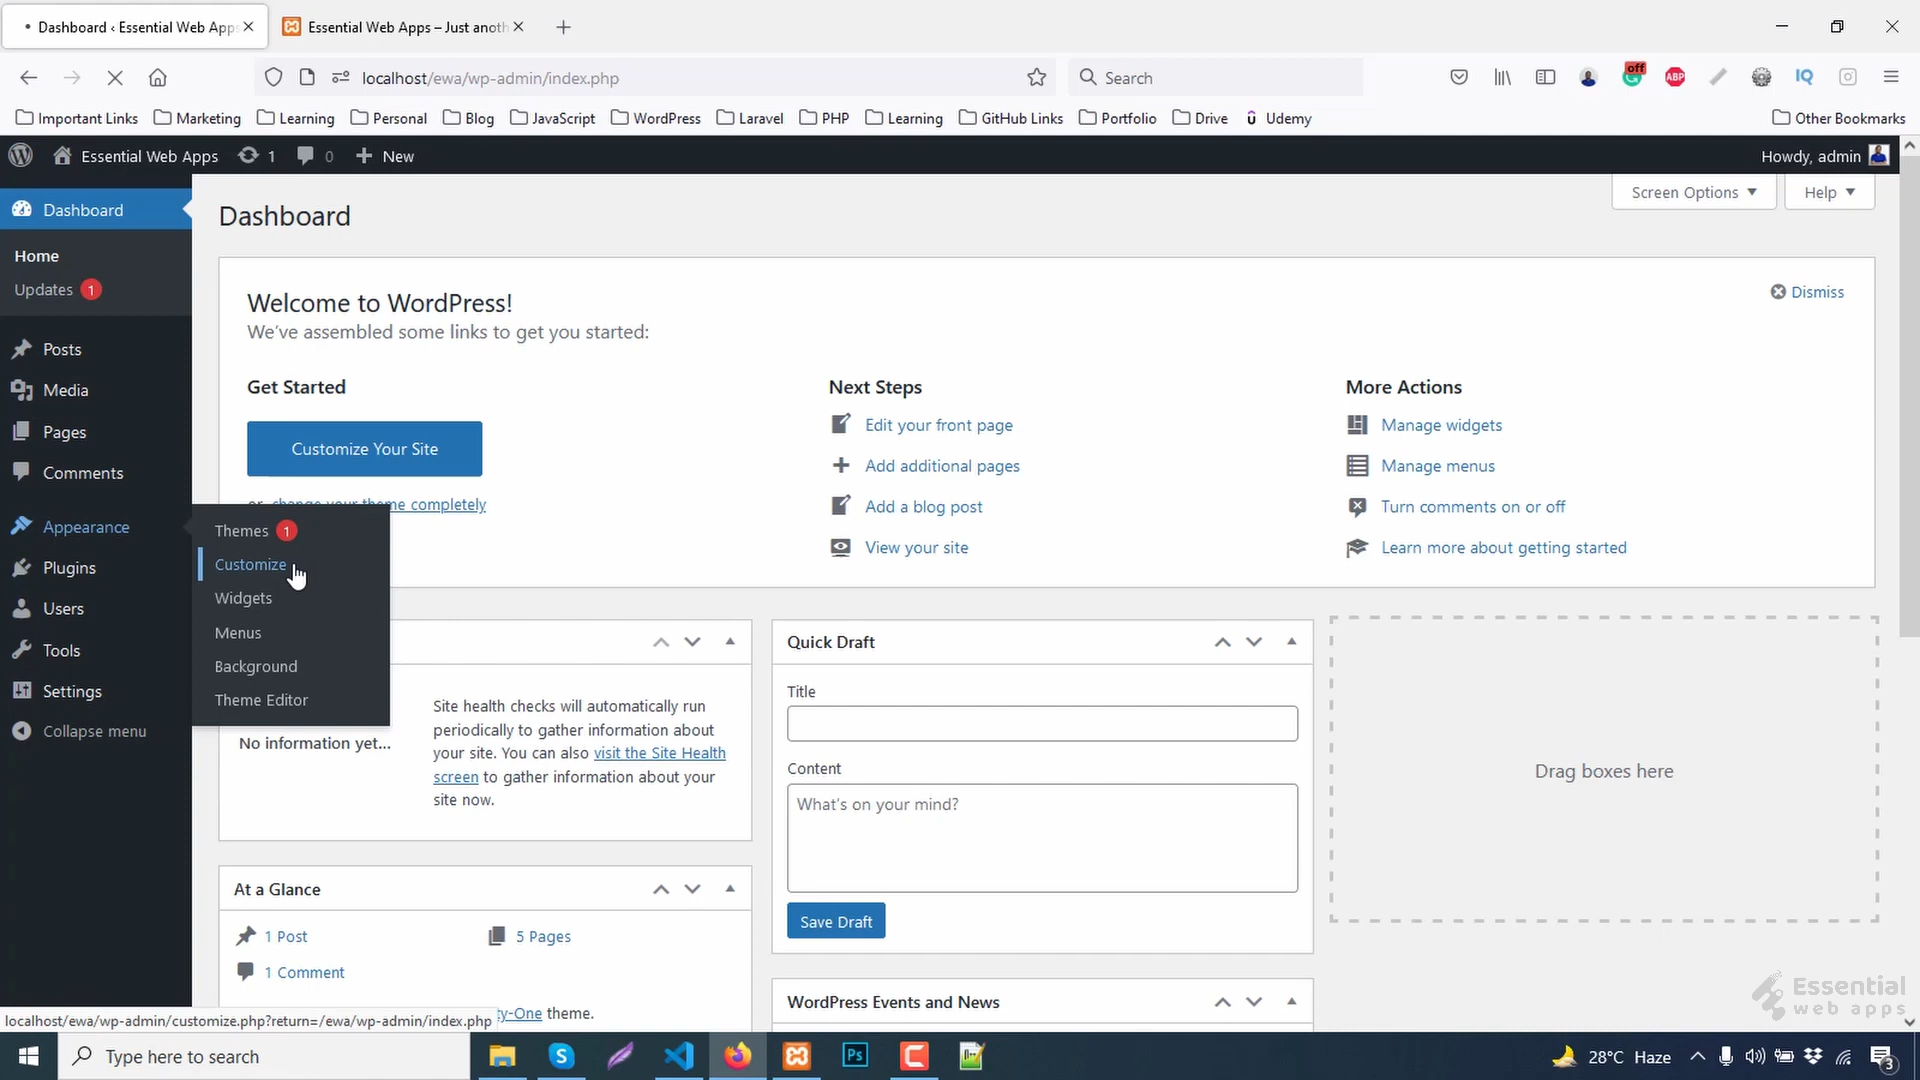 Dashboard ‹ Essential Web Apps
Essential Web Apps – Just anoth
localhost/ewa/wp-admin/index.php
Search
off
ABP
IQ
Important Links
Marketing
Learning
Personal
Blog
JavaScript
WordPress
Laravel
PHP
Learning
GitHub Links
Portfolio
Drive
Udemy
Other Bookmarks
Essential Web Apps
1
0
New
Howdy, admin
Screen Options
Help
Dashboard
Home
Updates 1
Posts
Media
Pages
Comments
Appearance
Plugins
Users
Tools
Settings
Collapse menu
Themes 1
Customize
Widgets
Menus
Background
Theme Editor
Dashboard
Welcome to WordPress!
We've assembled some links to get you started:
Dismiss
Get Started
Customize Your Site
or, change your theme completely
Next Steps
Edit your front page
Add additional pages
Add a blog post
View your site
More Actions
Manage widgets
Manage menus
Turn comments on or off
Learn more about getting started
No information yet...
Site health checks will automatically run
periodically to gather information about
your site. You can also visit the Site Health
screen to gather information about your
site now.
At a Glance
1 Post
5 Pages
1 Comment
ty-One theme.
Quick Draft
Title
Content
What's on your mind?
Save Draft
WordPress Events and News
Drag boxes here
Essential
web apps
localhost/ewa/wp-admin/customize.php?return=/ewa/wp-admin/index.php
Type here to search
Ps
28°C Haze
3